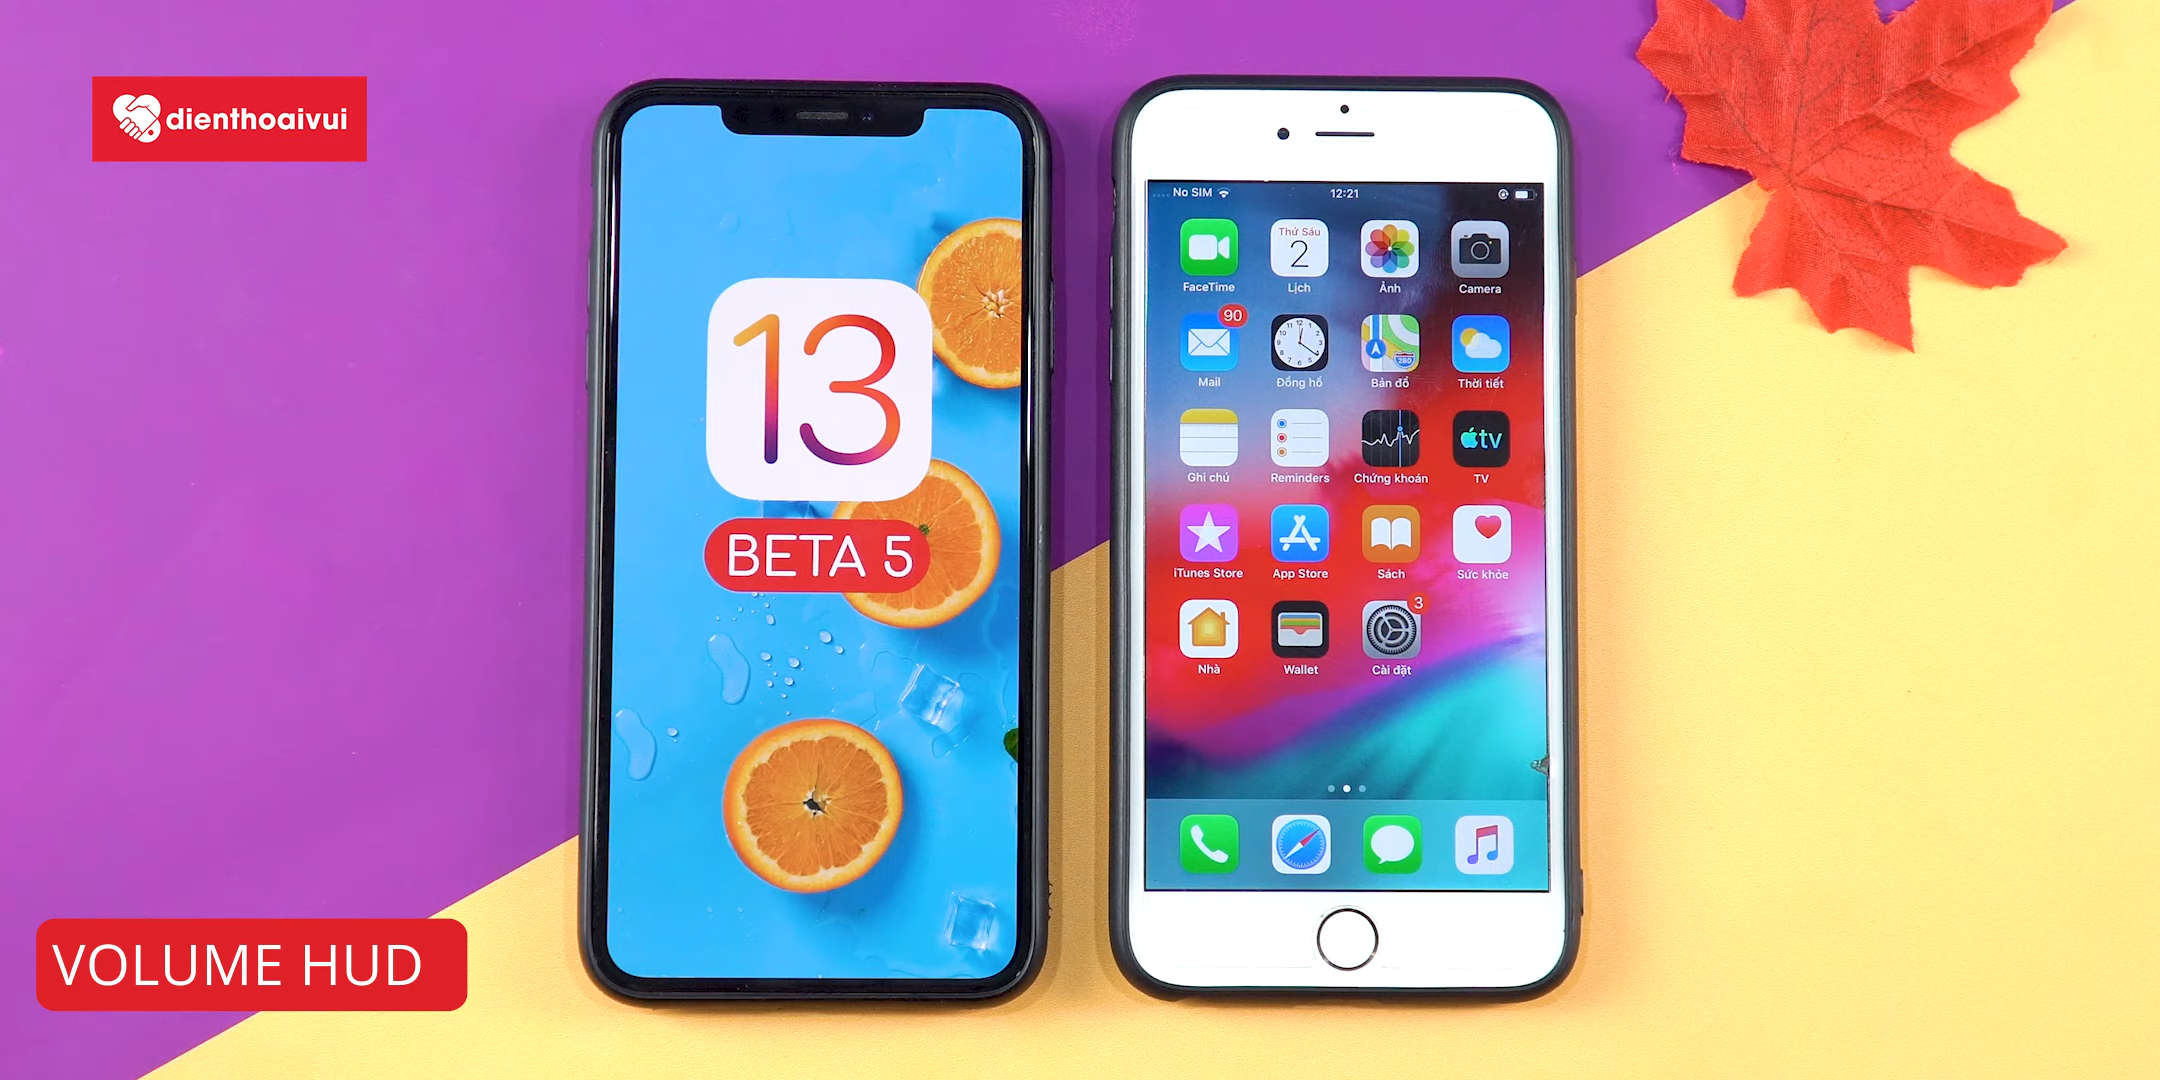 dienthoaivui
13
BETA 5
VOLUME HUD
No SIM 12:21
Thứ Sáu
2
FaceTime Lịch Ảnh Camera
90
280
Mail Đồng hồ Bản đồ Thời tiết
tv
Ghi chú Reminders Chứng khoán TV
iTunes Store App Store Sách Sức khỏe
3
Nhà Wallet Cài đặt